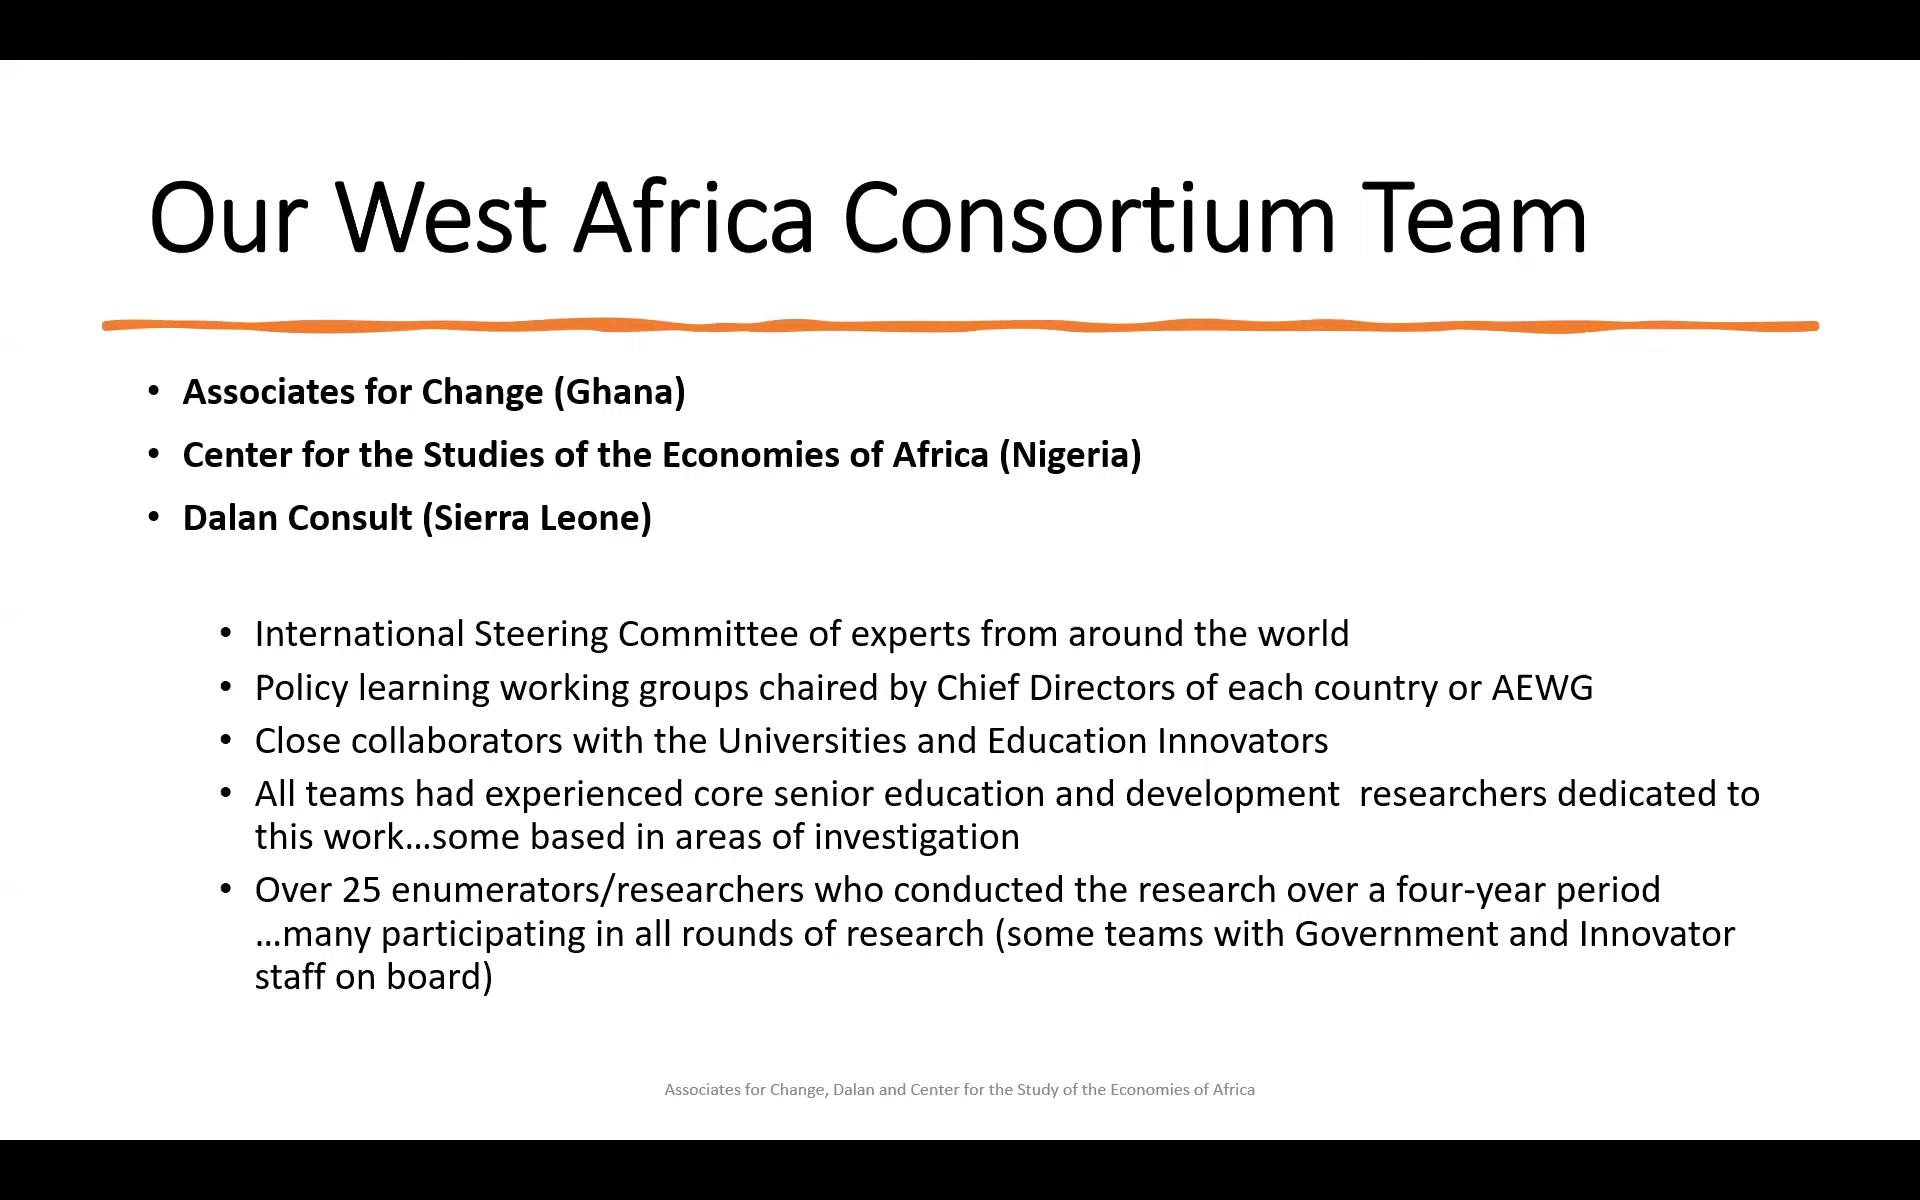 Our West Africa Consortium Team
• Associates for Change (Ghana)
• Center for the Studies of the Economies of Africa (Nigeria)
• Dalan Consult (Sierra Leone)
• International Steering Committee of experts from around the world
• Policy learning working groups chaired by Chief Directors of each country or AEWG
• Close collaborators with the Universities and Education Innovators
• All teams had experienced core senior education and development  researchers dedicated to
this work…some based in areas of investigation
• Over 25 enumerators/researchers who conducted the research over a four-year period
…many participating in all rounds of research (some teams with Government and Innovator
staff on board)
Associates for Change, Dalan and Center for the Study of the Economies of Africa